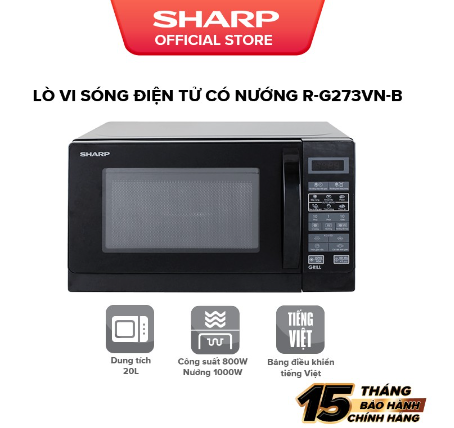 SHARP
OFFICIAL STORE
LÒ VI SÓNG ĐIỆN TỬ CÓ NƯỚNG R-G273VN-B
SHARP
GRILL
TIẾNG
VIỆT
Dung tích
20L
Công suất 800W
Nướng 1000W
Bảng điều khiển
tiếng Việt
15 THÁNG
BẢO HÀNH
CHÍNH HÃNG